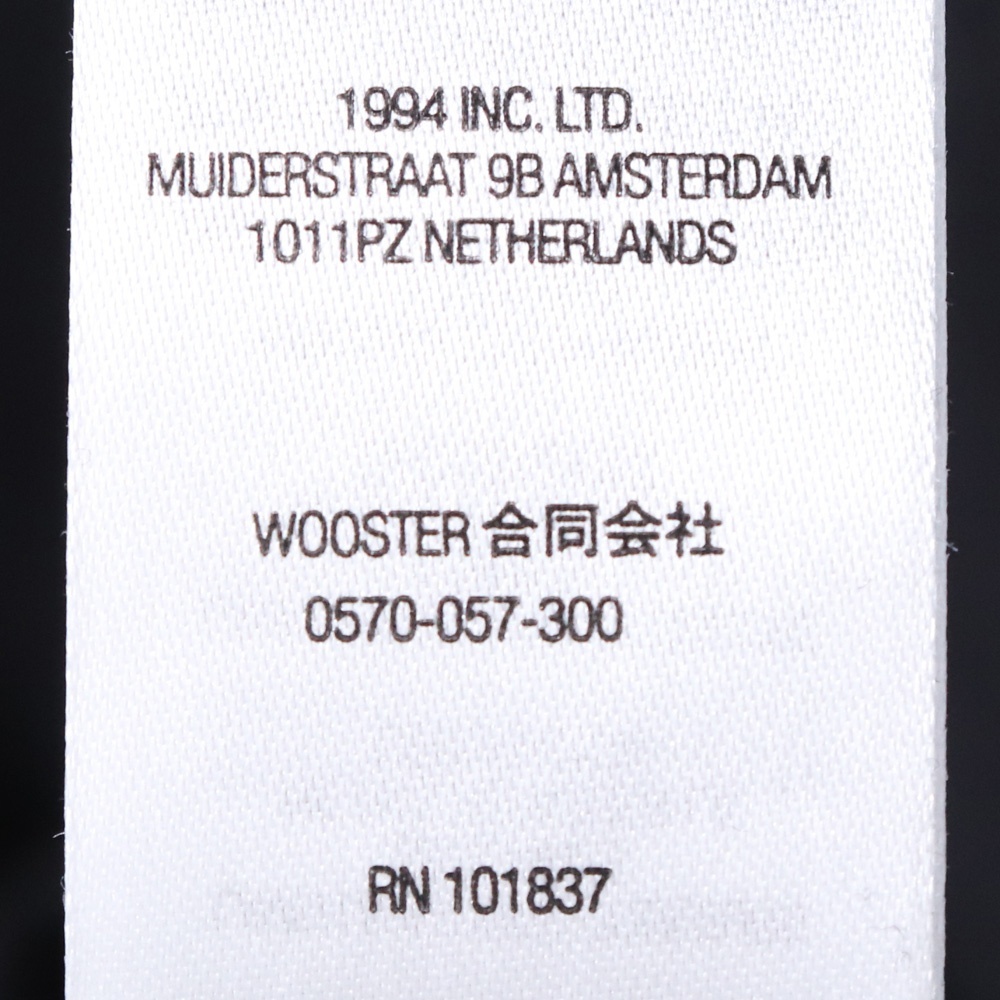 1994 INC. LTD.
MUIDERSTRAAT 9B AMSTERDAM
1011PZ NETHERLANDS
WOOSTER 合同会社
0570-057-300
RN 101837